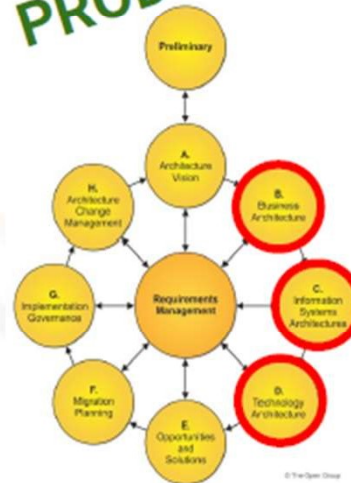 Preliminary
A.
Architecture
Vision
B.
Business
Architecture
C.
Information
Systems
Architectures
D.
Technology
Architecture
E.
Opportunities
and
Solutions
F.
Migration
Planning
G.
Implementation
Governance
H.
Architecture
Change
Management
Requirements
Management
© The Open Group